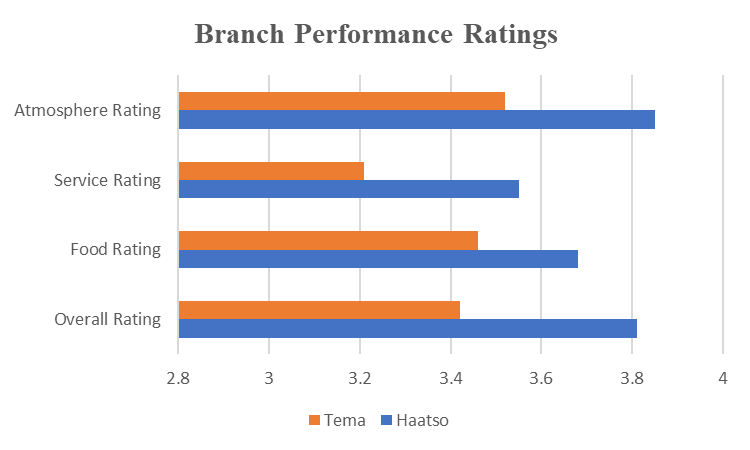 Branch Performance Ratings
Atmosphere Rating
Service Rating
Food Rating
Overall Rating
2.8 3 3.2 3.4 3.6 3.8 4
Tema Haatso